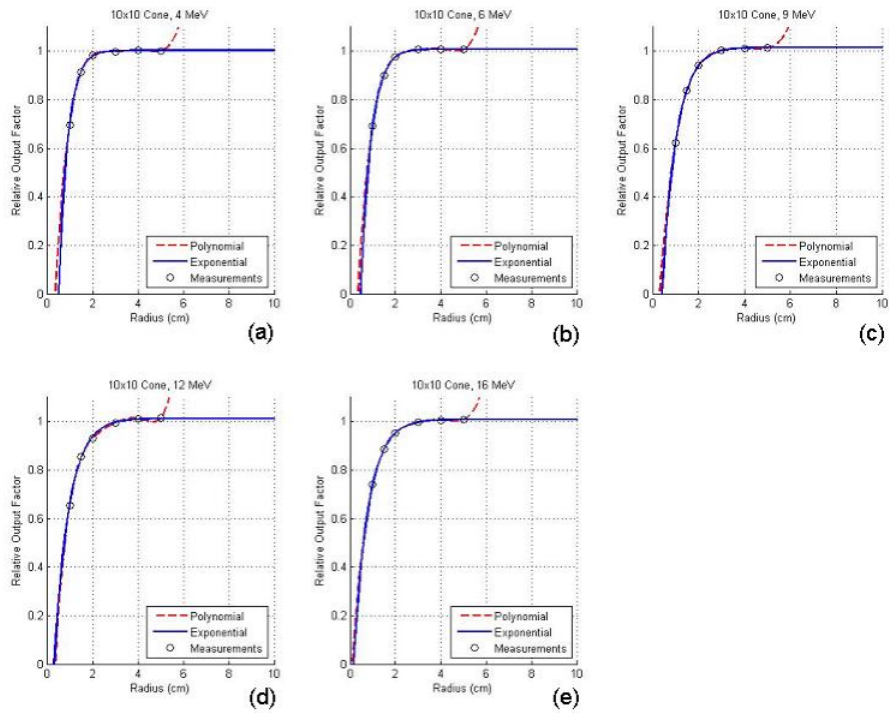 10x10 Cone, 4 MeV
Relative Output Factor
1
0.8
0.6
0.4
0.2
0
0 2 4 6 8 10
Radius (cm)
Polynomial
Exponential
Measurements
(a)
10x10 Cone, 6 MeV
Relative Output Factor
1
0.8
0.6
0.4
0.2
0
0 2 4 6 8 10
Radius (cm)
Polynomial
Exponential
Measurements
(b)
10x10 Cone, 9 MeV
Relative Output Factor
1
0.8
0.6
0.4
0.2
0
0 2 4 6 8 10
Radius (cm)
Polynomial
Exponential
Measurements
(c)
10x10 Cone, 12 MeV
Relative Output Factor
1
0.8
0.6
0.4
0.2
0
0 2 4 6 8 10
Radius (cm)
Polynomial
Exponential
Measurements
(d)
10x10 Cone, 16 MeV
Relative Output Factor
1
0.8
0.6
0.4
0.2
0
0 2 4 6 8 10
Radius (cm)
Polynomial
Exponential
Measurements
(e)